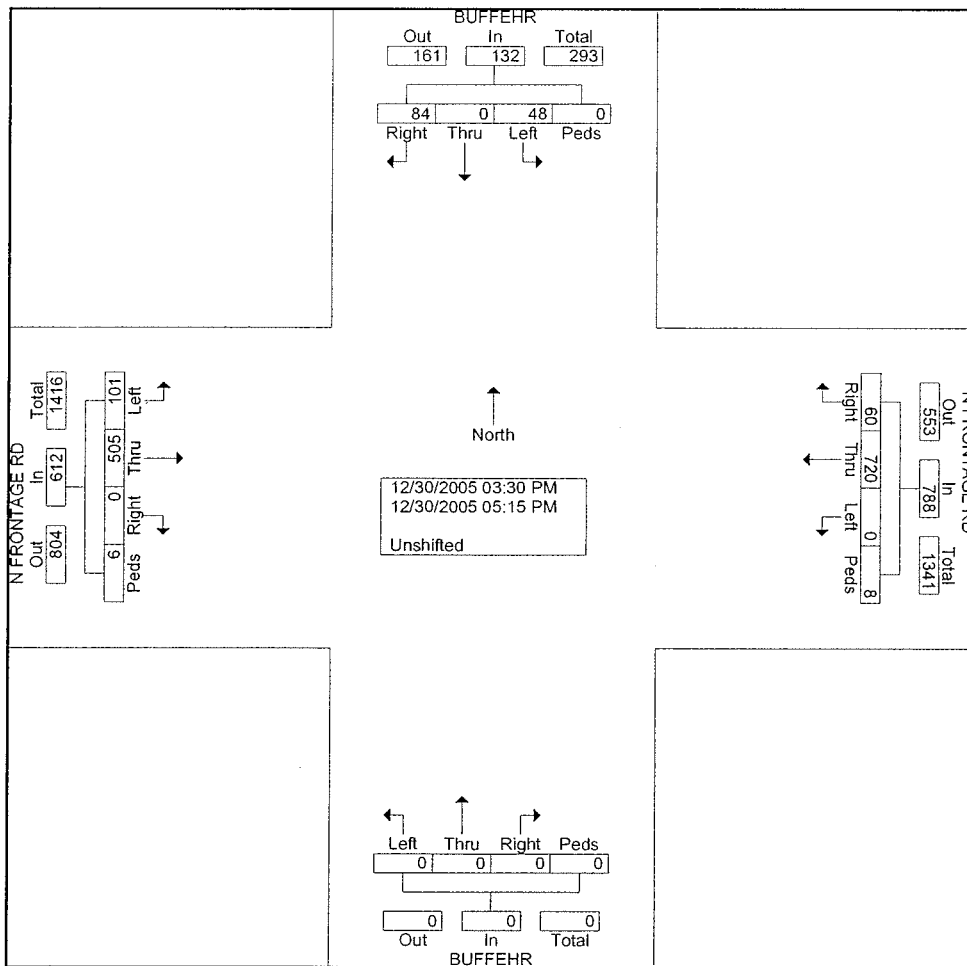 BUFFEHR
Out In Total
161 132 293
84 0 48 0
Right Thru Left Peds
N FRONTAGE RD
Total In Out
1416 612 804
101 505 0 6
Left Thru Right Peds
North
12/30/2005 03:30 PM
12/30/2005 05:15 PM
Unshifted
Right Thru Left Peds
60 720 0 8
Out In Total
553 788 1341
N FRONTAGE RD
Left Thru Right Peds
0 0 0 0
0 0 0
Out In Total
BUFFEHR